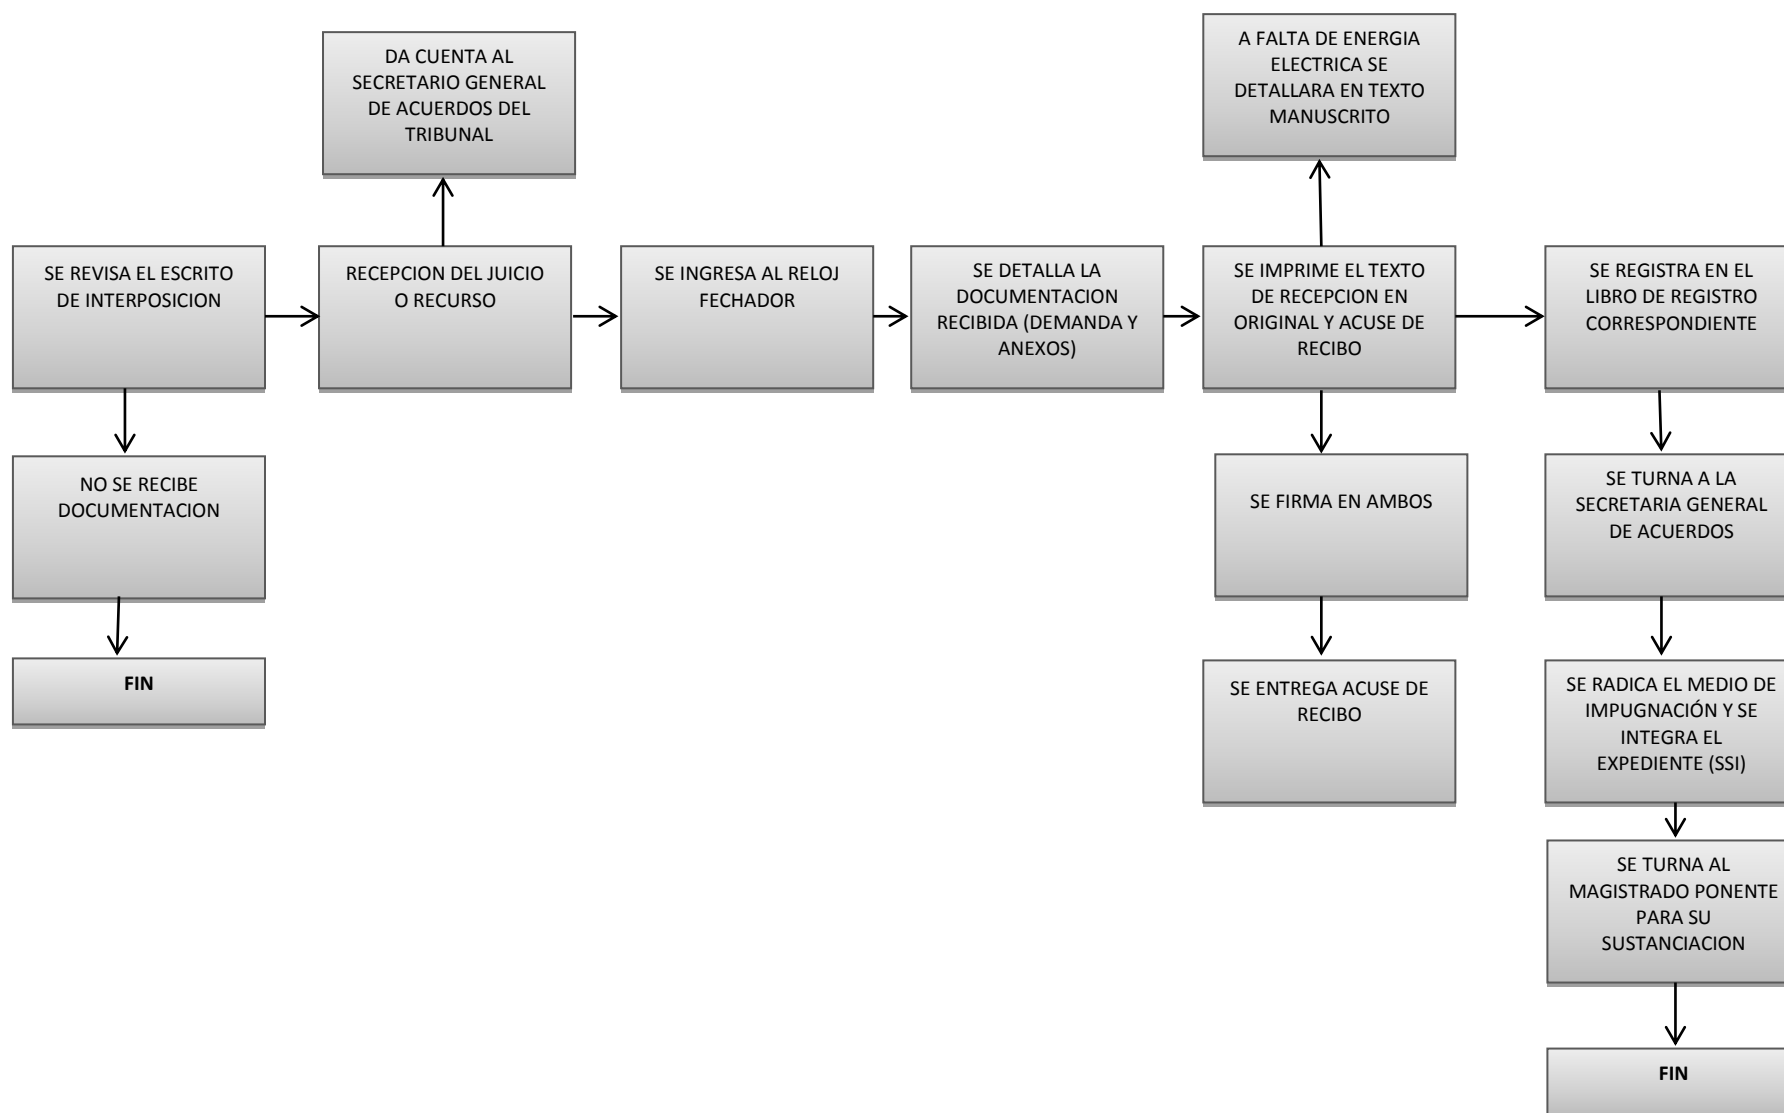 DA CUENTA AL
SECRETARIO GENERAL
DE ACUERDOS DEL
TRIBUNAL
A FALTA DE ENERGIA
ELECTRICA SE
DETALLARA EN TEXTO
MANUSCRITO
SE REVISA EL ESCRITO
DE INTERPOSICION
RECEPCION DEL JUICIO
O RECURSO
SE INGRESA AL RELOJ
FECHADOR
SE DETALLA LA
DOCUMENTACION
RECIBIDA (DEMANDA Y
ANEXOS)
SE IMPRIME EL TEXTO
DE RECEPCION EN
ORIGINAL Y ACUSE DE
RECIBO
SE REGISTRA EN EL
LIBRO DE REGISTRO
CORRESPONDIENTE
NO SE RECIBE
DOCUMENTACION
SE FIRMA EN AMBOS
SE TURNA A LA
SECRETARIA GENERAL
DE ACUERDOS
FIN
SE ENTREGA ACUSE DE
RECIBO
SE RADICA EL MEDIO DE
IMPUGNACIÓN Y SE
INTEGRA EL
EXPEDIENTE (SSI)
SE TURNA AL
MAGISTRADO PONENTE
PARA SU
SUSTANCIACION
FIN